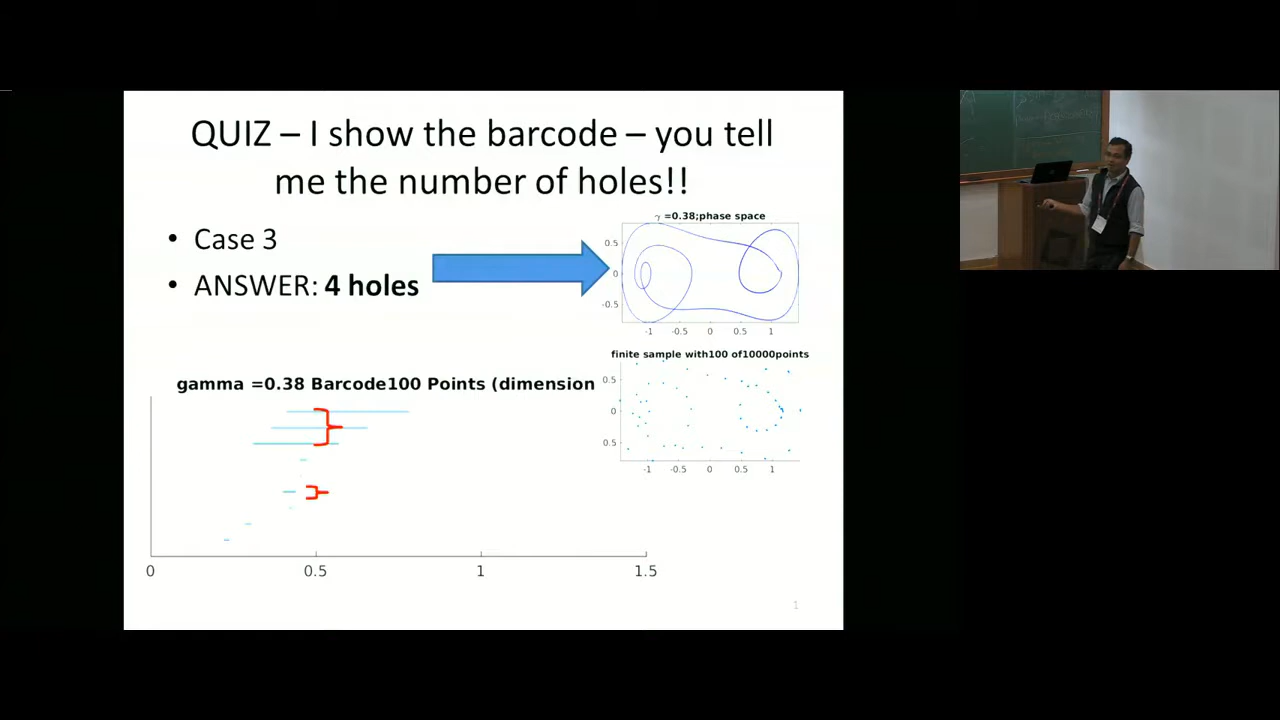 QUIZ – I show the barcode – you tell
me the number of holes!!
• Case 3
• ANSWER: 4 holes
γ =0.38;phase space
0.5
0
-0.5
-1 -0.5 0 0.5 1
finite sample with100 of10000points
0.5
0
0.5
-1 -0.5 0 0.5 1
gamma =0.38 Barcode100 Points (dimension
0 0.5 1 1.5
1